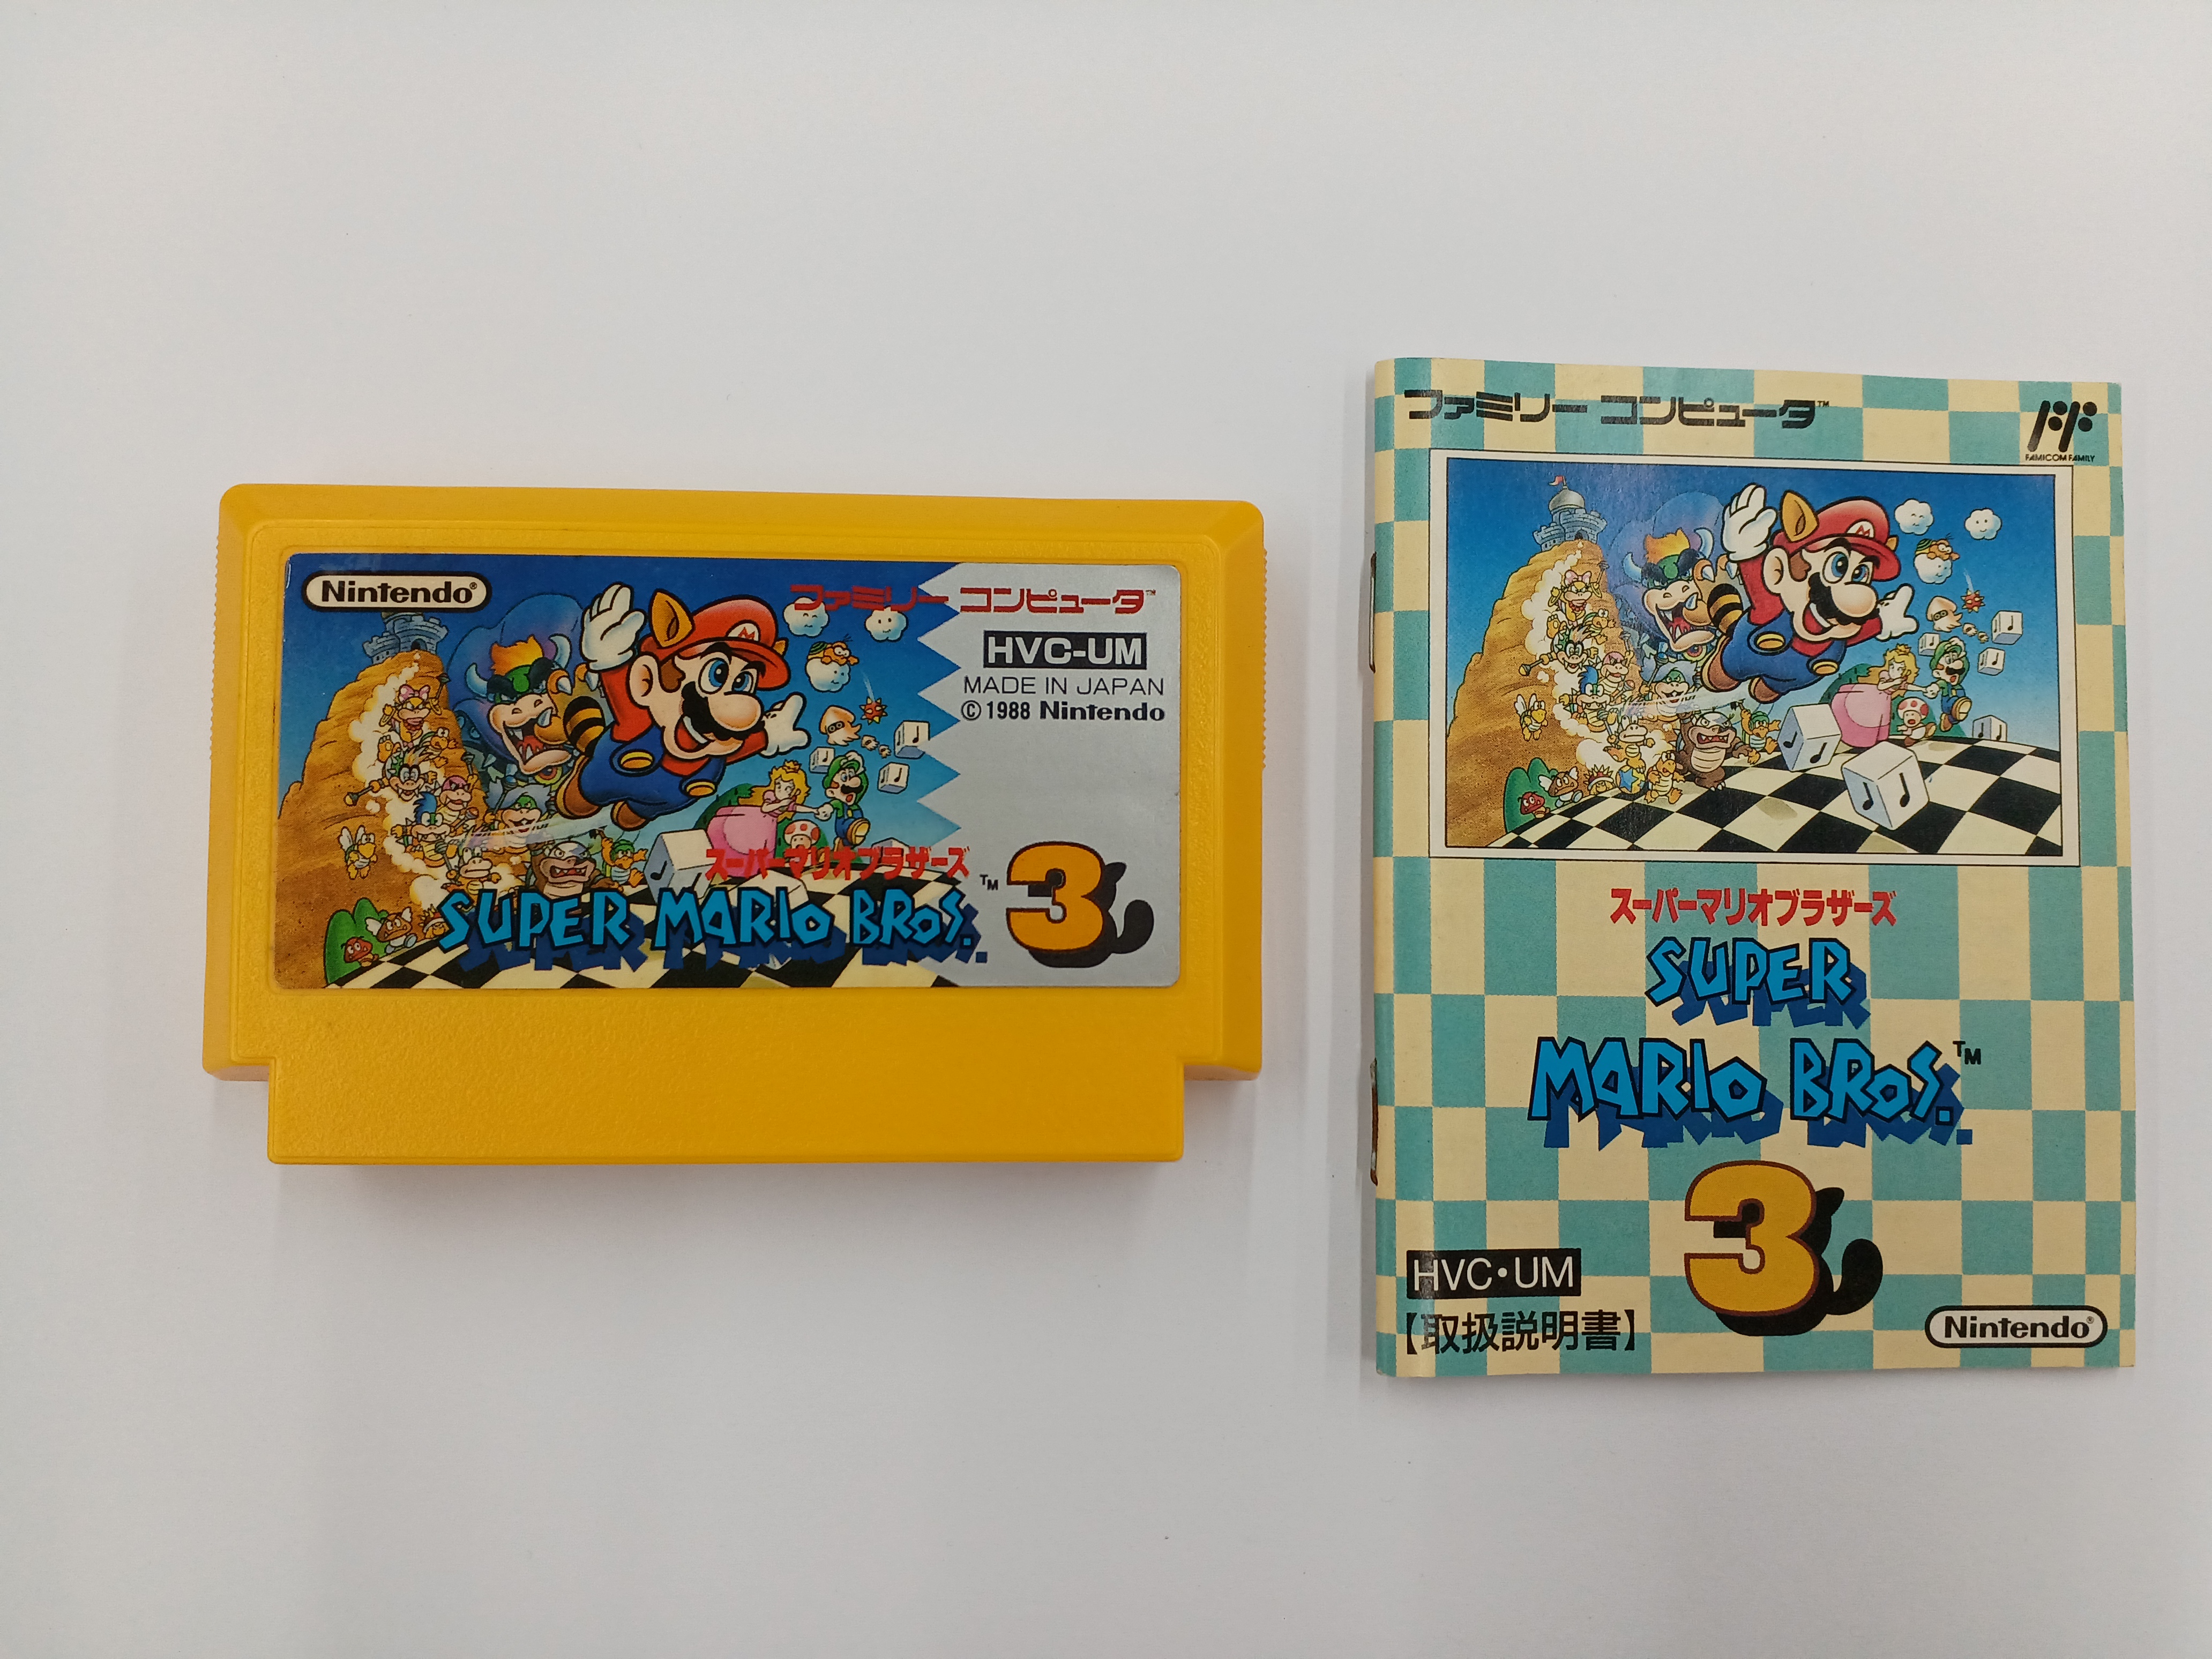 Nintendo®
ファミリー コンピュータ™
HVC-UM
MADE IN JAPAN
© 1988 Nintendo
スーパーマリオブラザーズ
SUPER MARIO BROS.™ 3
ファミリー コンピュータ™
FAMICOM FAMILY
スーパーマリオブラザーズ
SUPER
MARIO BROS.™
3
HVC・UM
【取扱説明書】
Nintendo®